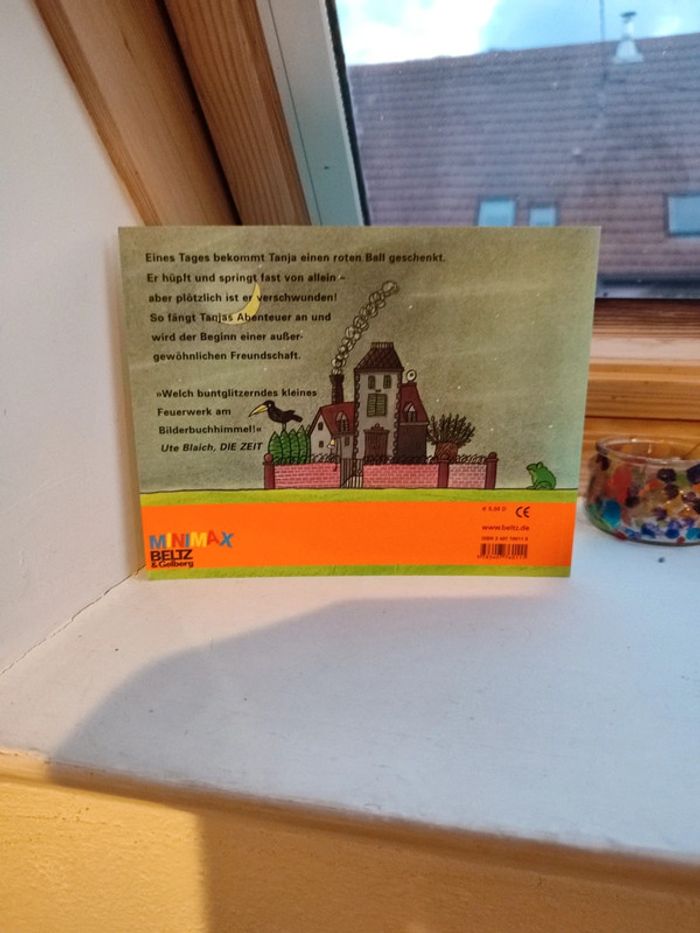 Eines Tages bekommt Tanja einen roten Ball geschenkt.
Er hüpft und springt fast von allein –
aber plötzlich ist er verschwunden!
So fängt Tanjas Abenteuer an und
wird der Beginn einer außer-
gewöhnlichen Freundschaft.
»Welch buntglitzerndes kleines
Feuerwerk am
Bilderbuchhimmel!«
Ute Blaich, DIE ZEIT
CE
www.beltz.de
MINIMAX
BELTZ
& Gelberg
ISBN